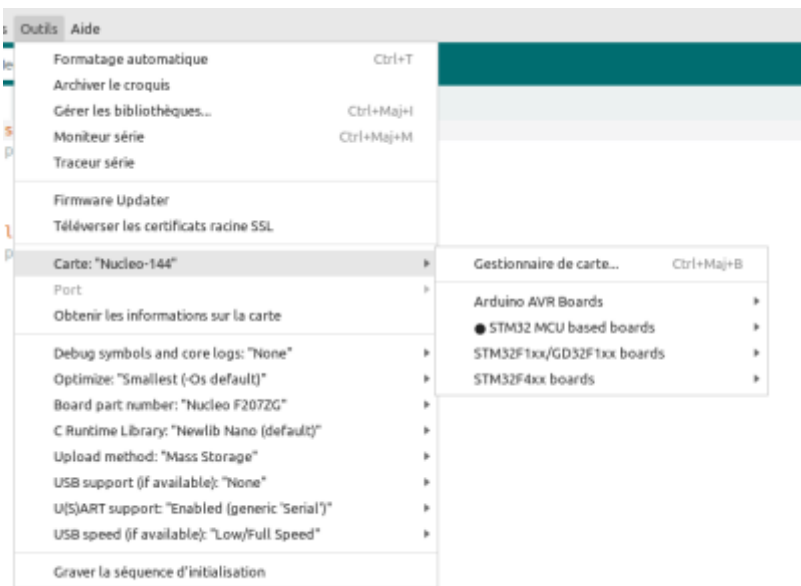 s Outils Aide
Formatage automatique Ctrl+T
Archiver le croquis
Gérer les bibliothèques... Ctrl+Maj+I
Moniteur série Ctrl+Maj+M
Traceur série
Firmware Updater
Téléverser les certificats racine SSL
Carte: "Nucleo-144"
Port
Obtenir les informations sur la carte
Debug symbols and core logs: "None"
Optimize: "Smallest (-Os default)"
Board part number: "Nucleo F207ZG"
C Runtime Library: "Newlib Nano (default)"
Upload method: "Mass Storage"
USB support (if available): "None"
U(S)ART support: "Enabled (generic 'Serial')"
USB speed (if available): "Low/Full Speed"
Graver la séquence d'initialisation
Gestionnaire de carte... Ctrl+Maj+B
Arduino AVR Boards
STM32 MCU based boards
STM32F1xx/GD32F1xx boards
STM32F4xx boards